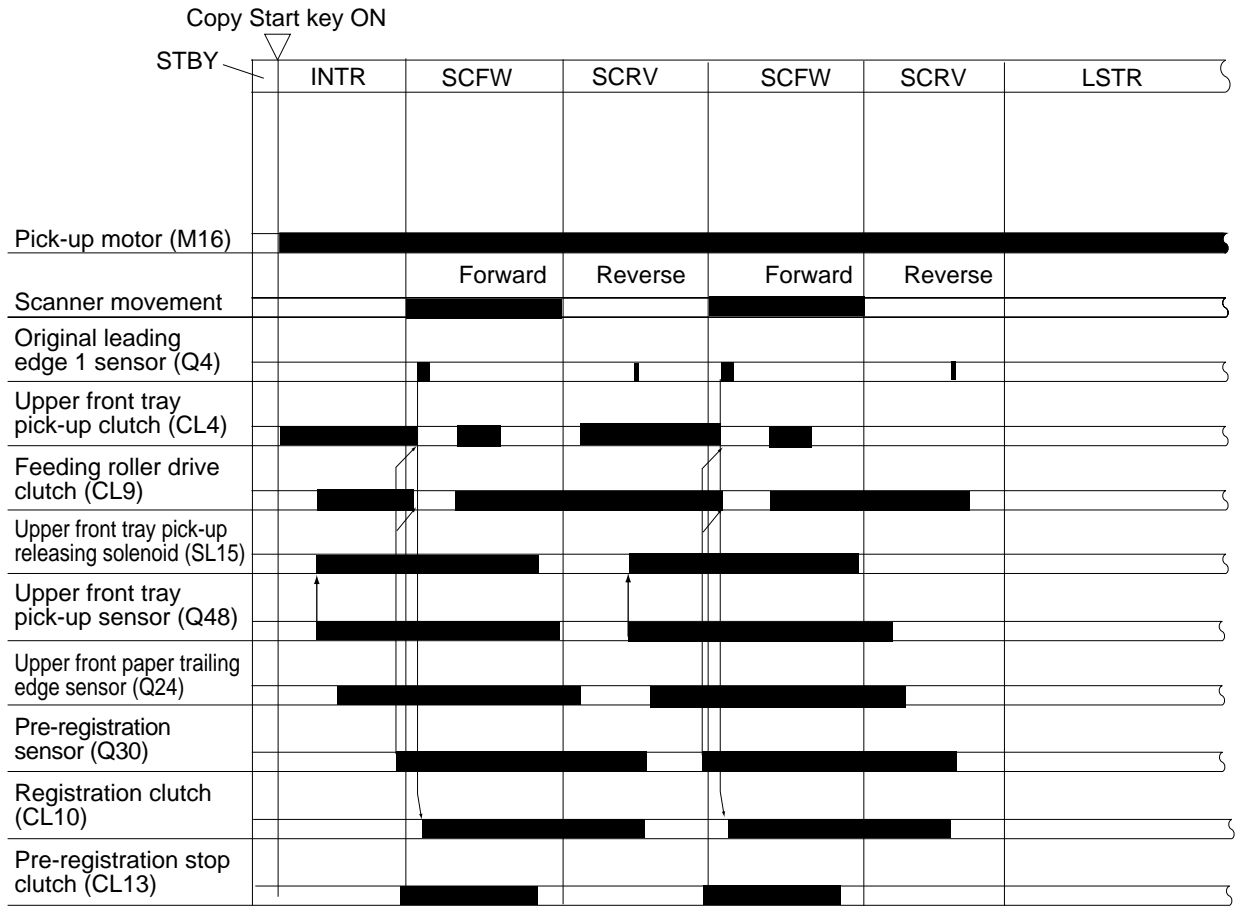 Copy Start key ON
STBY
INTR SCFW SCRV SCFW SCRV LSTR
Pick-up motor (M16)
Forward Reverse Forward Reverse
Scanner movement
Original leading
edge 1 sensor (Q4)
Upper front tray
pick-up clutch (CL4)
Feeding roller drive
clutch (CL9)
Upper front tray pick-up
releasing solenoid (SL15)
Upper front tray
pick-up sensor (Q48)
Upper front paper trailing
edge sensor (Q24)
Pre-registration
sensor (Q30)
Registration clutch
(CL10)
Pre-registration stop
clutch (CL13)